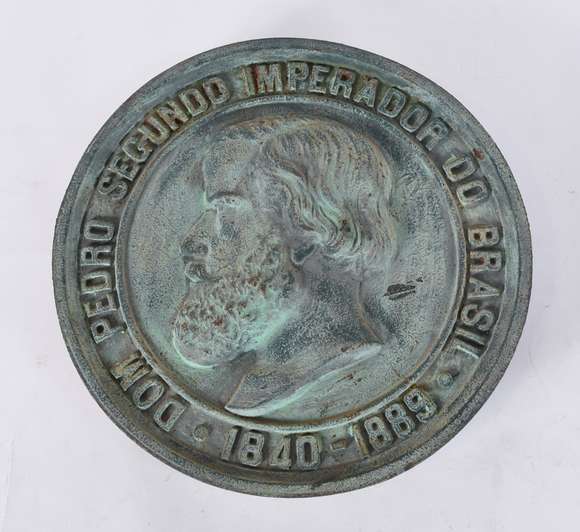 DOM PEDRO SEGUNDO IMPERADOR DO BRASIL
1840-1889